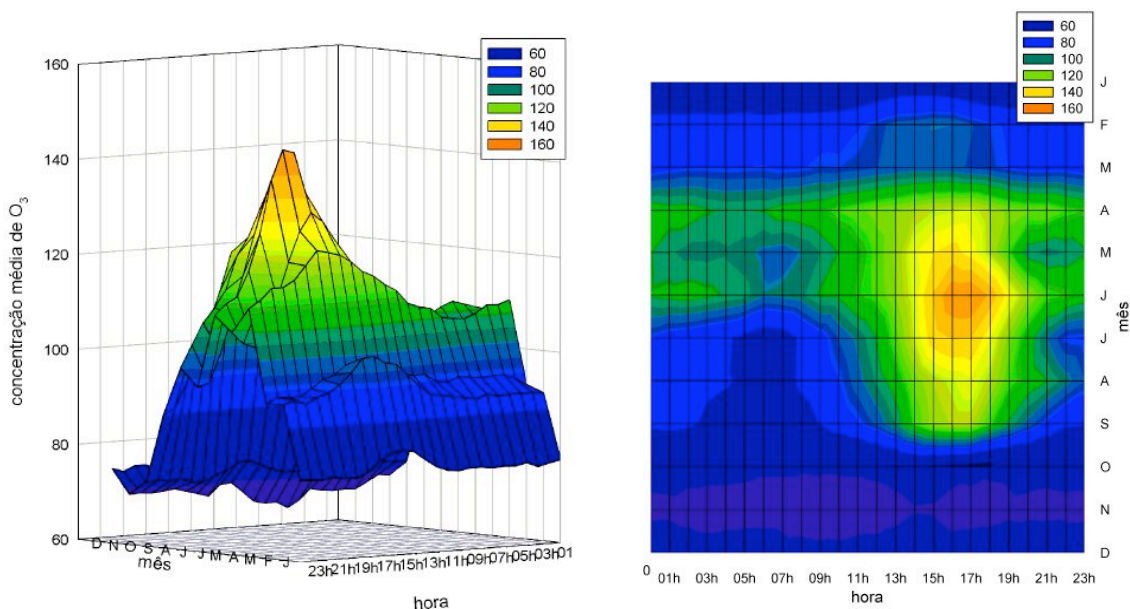 160
140
120
100
80
60
concentração média de O₃
60
80
100
120
140
160
D N O S A J J M A M F J
mês
23h 21h 19h 17h 15h 13h 11h 09h 07h 05h 03h 01
hora
60
80
100
120
140
160
J
F
M
A
M
J
J
A
S
O
N
D
mês
0
01h 03h 05h 07h 09h 11h 13h 15h 17h 19h 21h 23h
hora